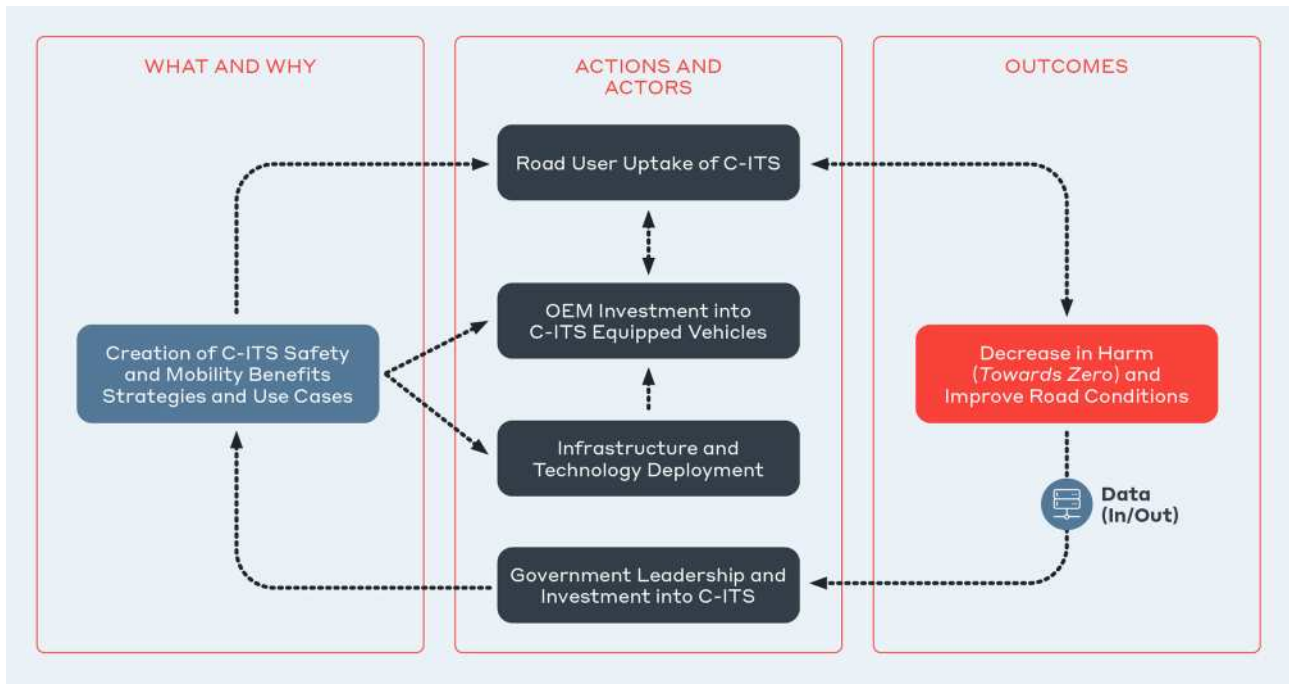 WHAT AND WHY
Creation of C-ITS Safety
and Mobility Benefits
Strategies and Use Cases
ACTIONS AND
ACTORS
Road User Uptake of C-ITS
OEM Investment into
C-ITS Equipped Vehicles
Infrastructure and
Technology Deployment
Government Leadership and
Investment into C-ITS
OUTCOMES
Decrease in Harm
(Towards Zero) and
Improve Road Conditions
Data
(In/Out)